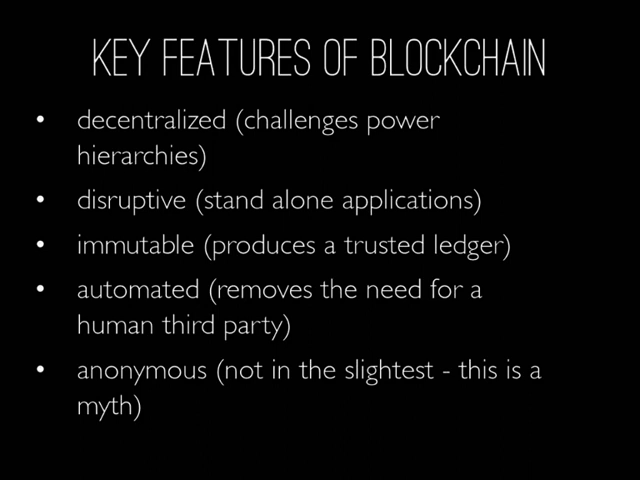 KEY FEATURES OF BLOCKCHAIN
• decentralized (challenges power
hierarchies)
• disruptive (stand alone applications)
• immutable (produces a trusted ledger)
• automated (removes the need for a
human third party)
• anonymous (not in the slightest - this is a
myth)